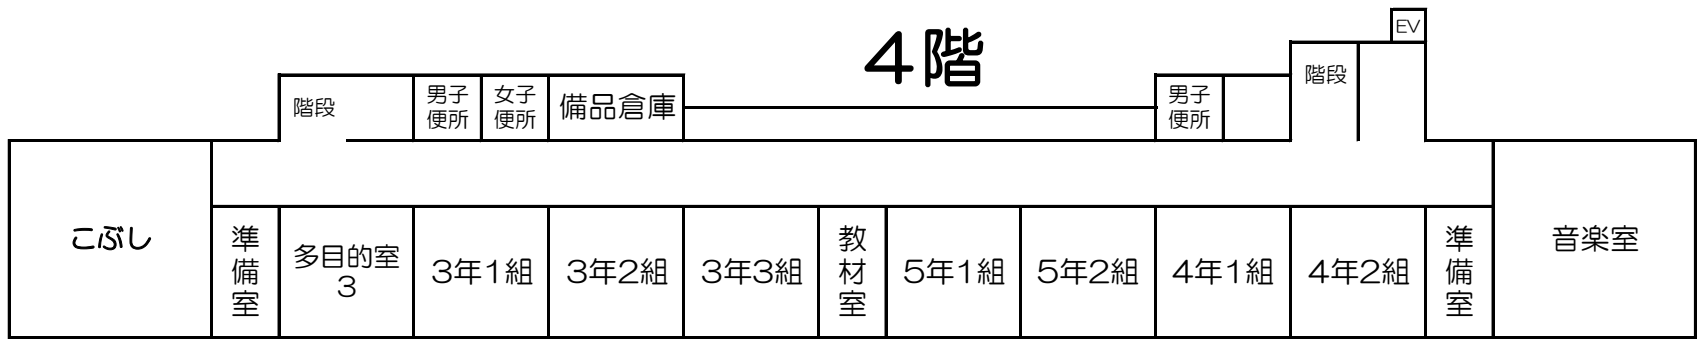 4階
EV
階段
男子
便所
女子
便所
備品倉庫
男子
便所
階段
こぶし
準備室
多目的室
3
3年1組
3年2組
3年3組
教材室
5年1組
5年2組
4年1組
4年2組
準備室
音楽室